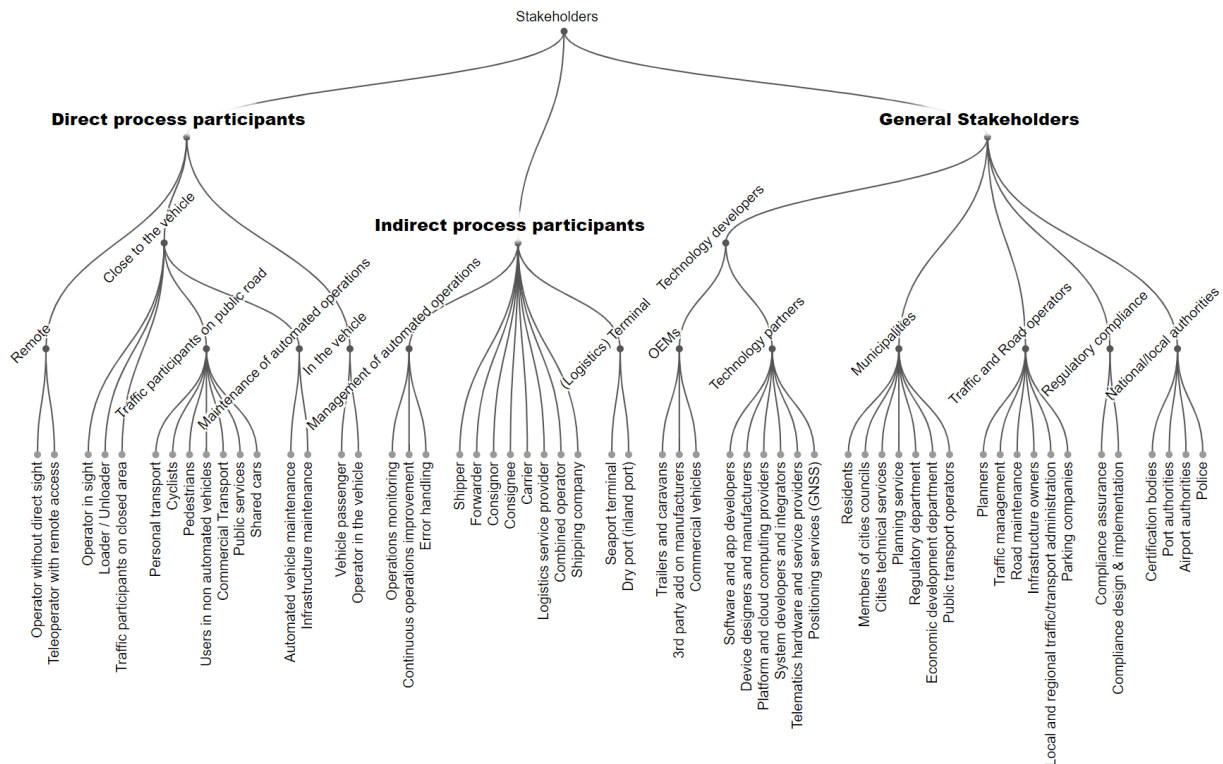 Stakeholders
Direct process participants
General Stakeholders
Indirect process participants
Close to the vehicle
Technology developers
Remote
Traffic participants on public road
Maintenance of automated operations
In the vehicle
Management of automated operations
(Logistics) Terminal
OEMs
Technology partners
Municipalities
Traffic and Road operators
Regulatory compliance
National/local authorities
Operator without direct sight
Teleoperator with remote access
Operator in sight
Loader / Unloader
Traffic participants on closed area
Personal transport
Cyclists
Pedestrians
Users in non automated vehicles
Commercial Transport
Public services
Shared cars
Automated vehicle maintenance
Infrastructure maintenance
Vehicle passenger
Operator in the vehicle
Operations monitoring
Continuous operations improvement
Error handling
Shipper
Forwarder
Consignor
Consignee
Carrier
Logistics service provider
Combined operator
Shipping company
Seaport terminal
Dry port (inland port)
Trailers and caravans
3rd party add on manufacturers
Commercial vehicles
Software and app developers
Device designers and manufacturers
Platform and cloud computing providers
System developers and integrators
Telematics hardware and service providers
Positioning services (GNSS)
Residents
Members of cities councils
Cities technical services
Planning service
Regulatory department
Economic development department
Public transport operators
Planners
Traffic management
Road maintenance
Infrastructure owners
Local and regional traffic/transport administration
Parking companies
Compliance assurance
Compliance design & implementation
Certification bodies
Port authorities
Airport authorities
Police